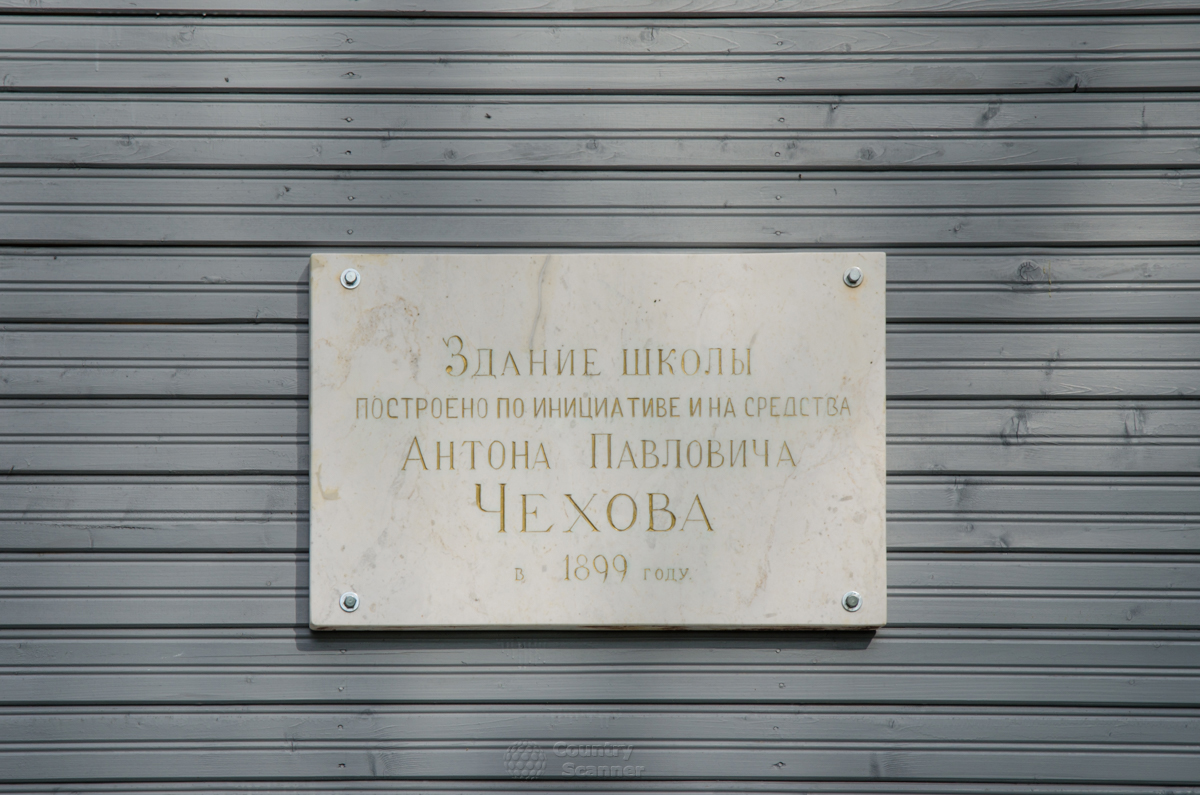 Здание школы
построено по инициативе и на средства
Антона Павловича
Чехова
в 1899 году.
Country
Scanner